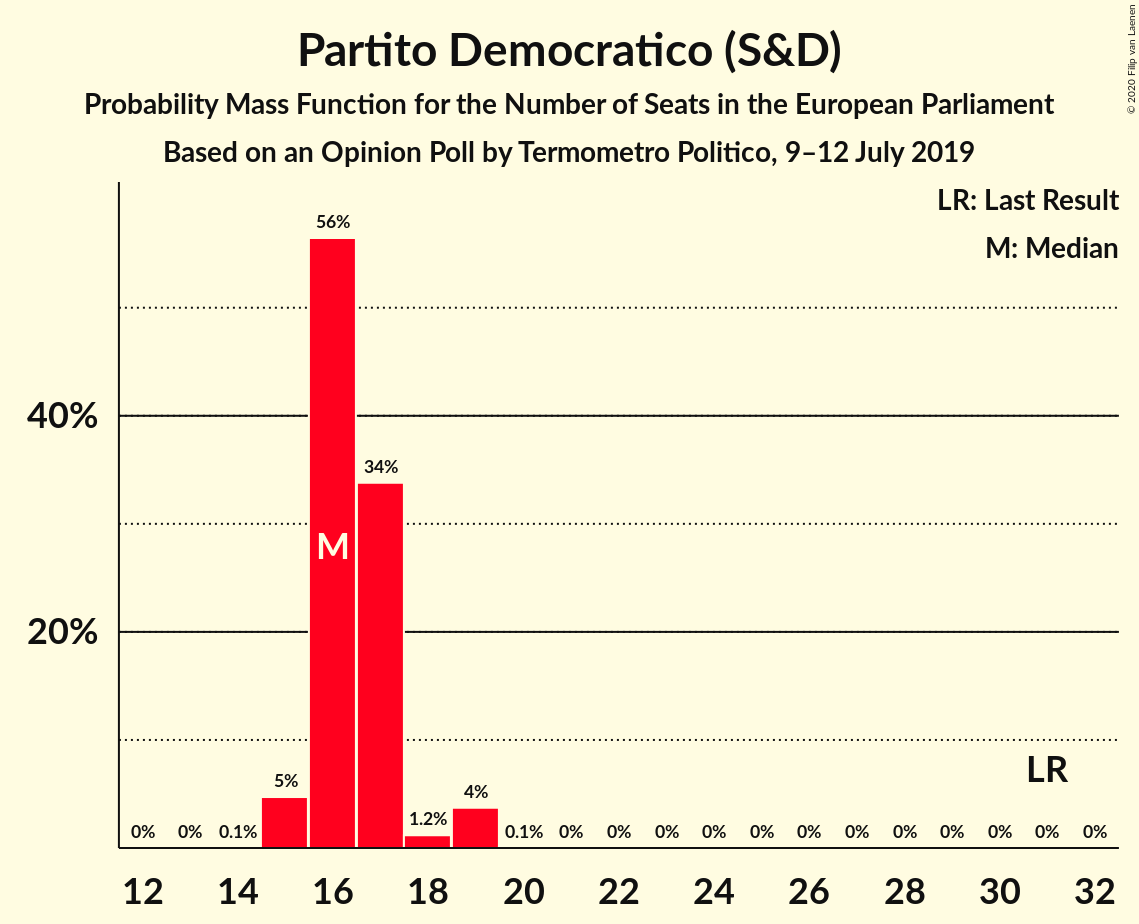 Partito Democratico (S&D)
Probability Mass Function for the Number of Seats in the European Parliament
Based on an Opinion Poll by Termometro Politico, 9–12 July 2019
© 2020 Filip van Laenen
LR: Last Result
M: Median
56%
40%
34%
M
20%
LR
0% 0% 0.1% 5% 1.2% 4% 0.1% 0% 0% 0% 0% 0% 0% 0% 0% 0% 0% 0% 0%
12 14 16 18 20 22 24 26 28 30 32